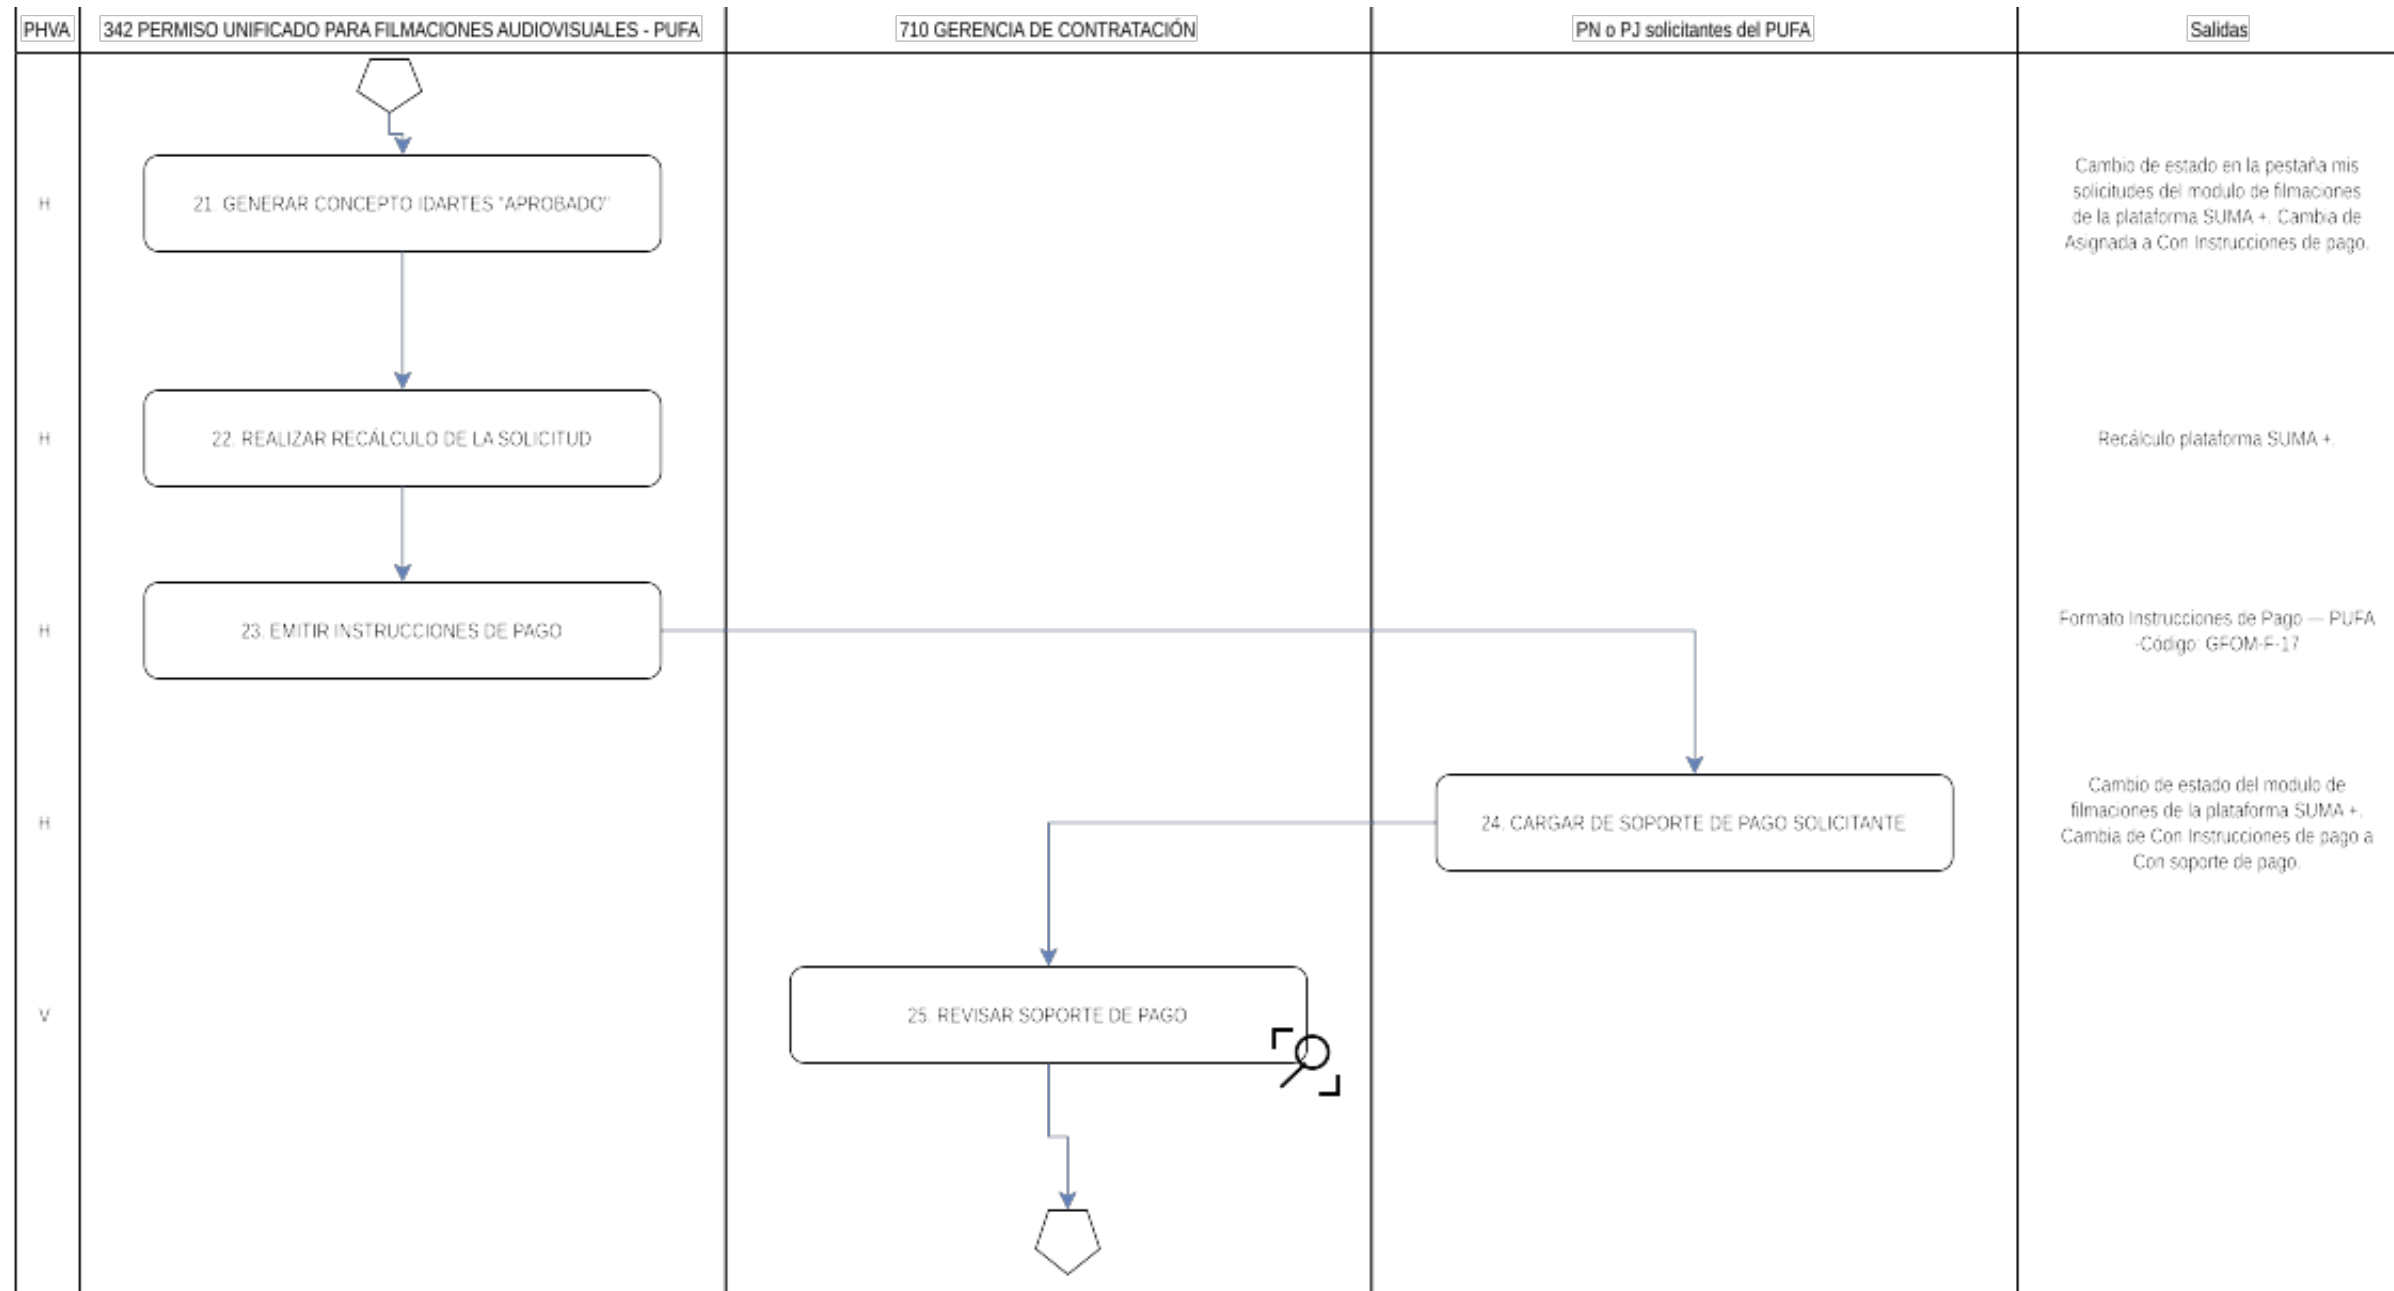 PHVA
342 PERMISO UNIFICADO PARA FILMACIONES AUDIOVISUALES - PUFA
710 GERENCIA DE CONTRATACIÓN
PN o PJ solicitantes del PUFA
Salidas
H
21. GENERAR CONCEPTO IDARTES "APROBADO"
Cambio de estado en la pestaña mis
solicitudes del modulo de filmaciones
de la plataforma SUMA +. Cambia de
Asignada a Con Instrucciones de pago.
H
22. REALIZAR RECÁLCULO DE LA SOLICITUD
Recálculo plataforma SUMA +.
H
23. EMITIR INSTRUCCIONES DE PAGO
Formato Instrucciones de Pago — PUFA
-Código: GFOM-F-17
H
24. CARGAR DE SOPORTE DE PAGO SOLICITANTE
Cambio de estado del modulo de
filmaciones de la plataforma SUMA +.
Cambia de Con Instrucciones de pago a
Con soporte de pago.
V
25. REVISAR SOPORTE DE PAGO